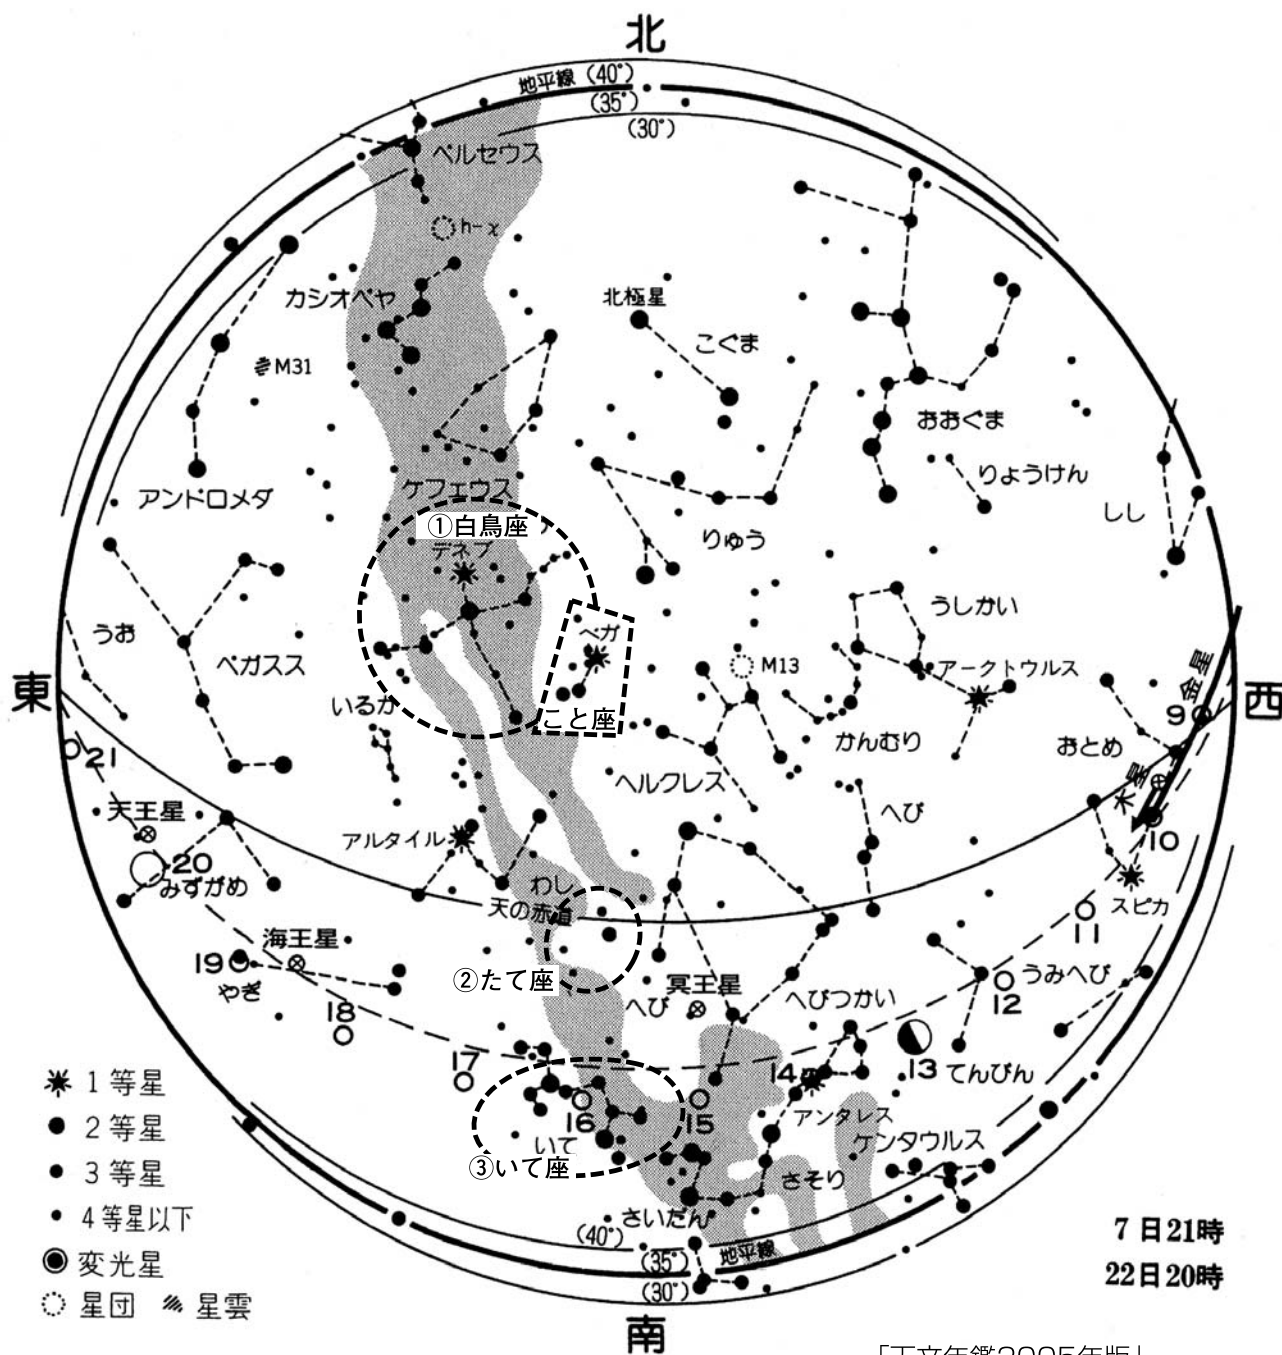 北
地平線 (40°)
(35°)
(30°)
ペルセウス
h-χ
カシオペヤ
北極星
こぐま
M31
おおぐま
りょうけん
アンドロメダ
ケフェウス
しし
①白鳥座
デネブ
りゅう
うしかい
うお
ペガスス
ベガ
M13
アークトウルス
金星
東
西
いるか
こと座
かんむり
おとめ
9
21
ヘルクレス
木星
へび
天王星
アルタイル
10
20
みずがめ
わし
天の赤道
スピカ
11
海王星
19
やぎ
②たて座
へび
冥王星
へびつかい
うみへび
12
18
17
16
15
14
13
てんびん
アンタレス
いて
③いて座
ケンタウルス
さそり
さいだん
1等星
2等星
3等星
4等星以下
変光星
星団
星雲
(40°)
(35°)
地平線
(30°)
7日21時
22日20時
南
「天文年鑑2005年版」